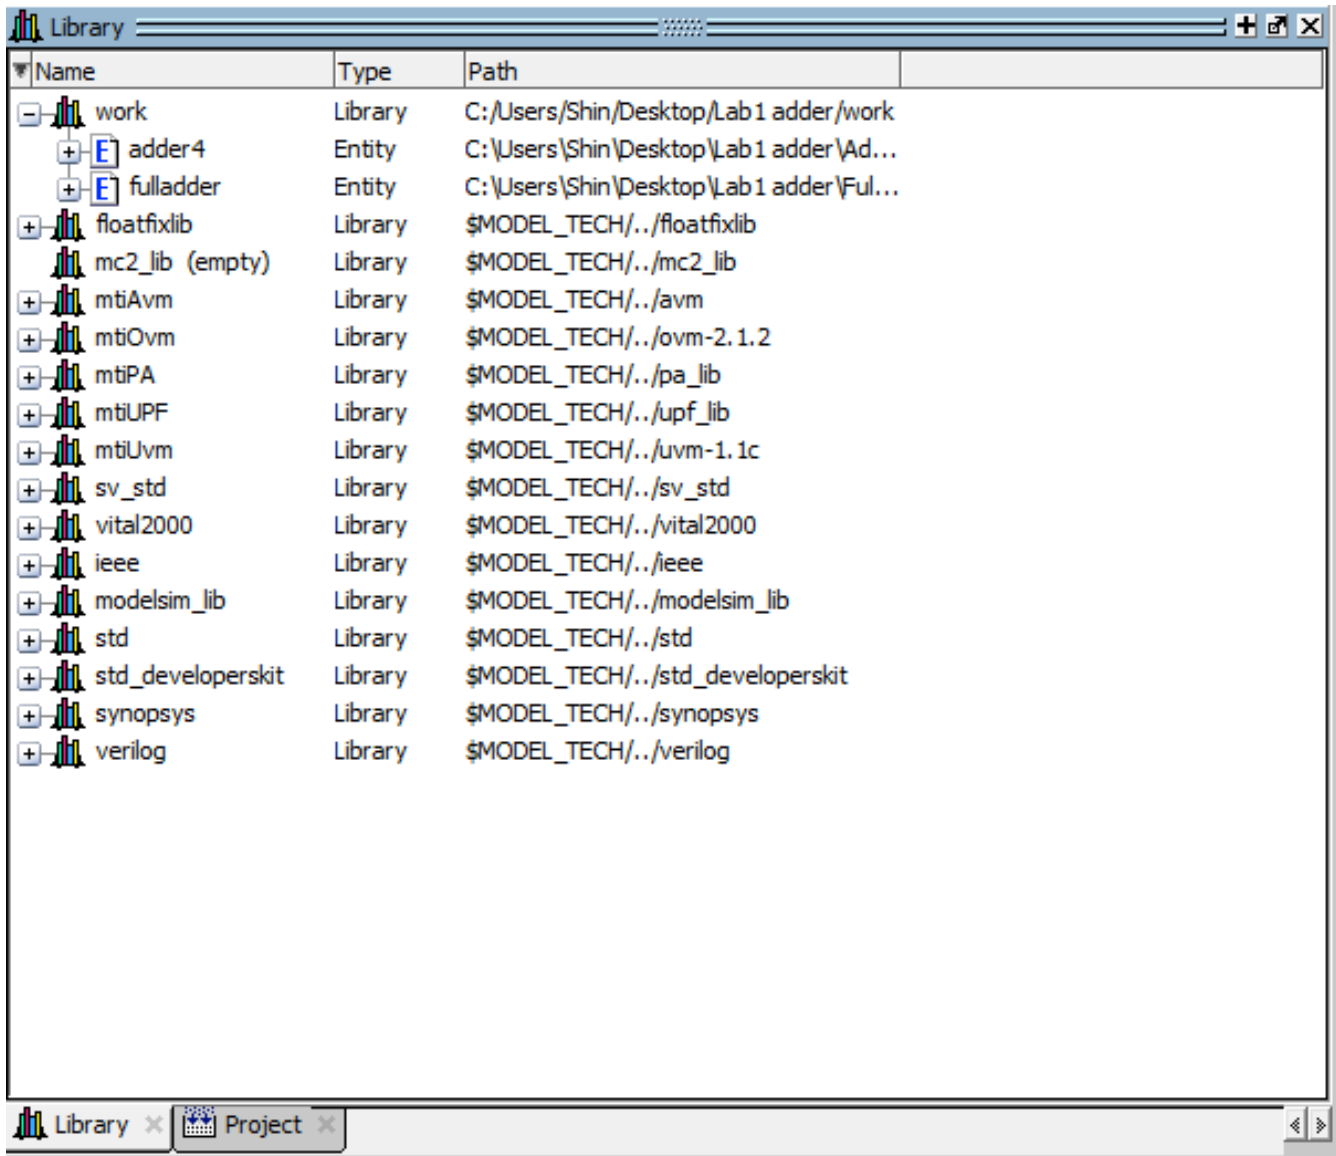 Library
Name Type Path
work Library C:/Users/Shin/Desktop/Lab1 adder/work
adder4 Entity C:\Users\Shin\Desktop\Lab1 adder\Ad...
fulladder Entity C:\Users\Shin\Desktop\Lab1 adder\Ful...
floatfixlib Library $MODEL_TECH/../floatfixlib
mc2_lib (empty) Library $MODEL_TECH/../mc2_lib
mtiAvm Library $MODEL_TECH/../avm
mtiOvm Library $MODEL_TECH/../ovm-2.1.2
mtiPA Library $MODEL_TECH/../pa_lib
mtiUPF Library $MODEL_TECH/../upf_lib
mtiUvm Library $MODEL_TECH/../uvm-1.1c
sv_std Library $MODEL_TECH/../sv_std
vital2000 Library $MODEL_TECH/../vital2000
ieee Library $MODEL_TECH/../ieee
modelsim_lib Library $MODEL_TECH/../modelsim_lib
std Library $MODEL_TECH/../std
std_developerskit Library $MODEL_TECH/../std_developerskit
synopsys Library $MODEL_TECH/../synopsys
verilog Library $MODEL_TECH/../verilog
Library Project